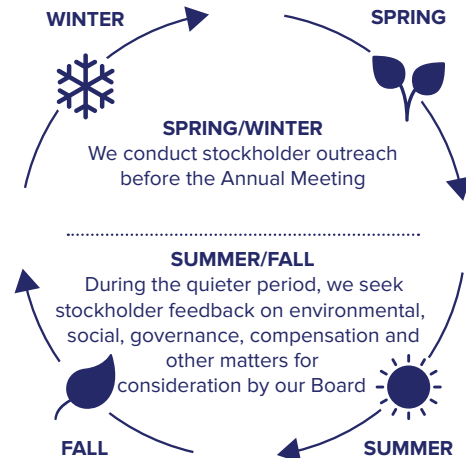 WINTER
SPRING
SPRING/WINTER
We conduct stockholder outreach
before the Annual Meeting
SUMMER/FALL
During the quieter period, we seek
stockholder feedback on environmental,
social, governance, compensation and
other matters for
consideration by our Board
FALL
SUMMER